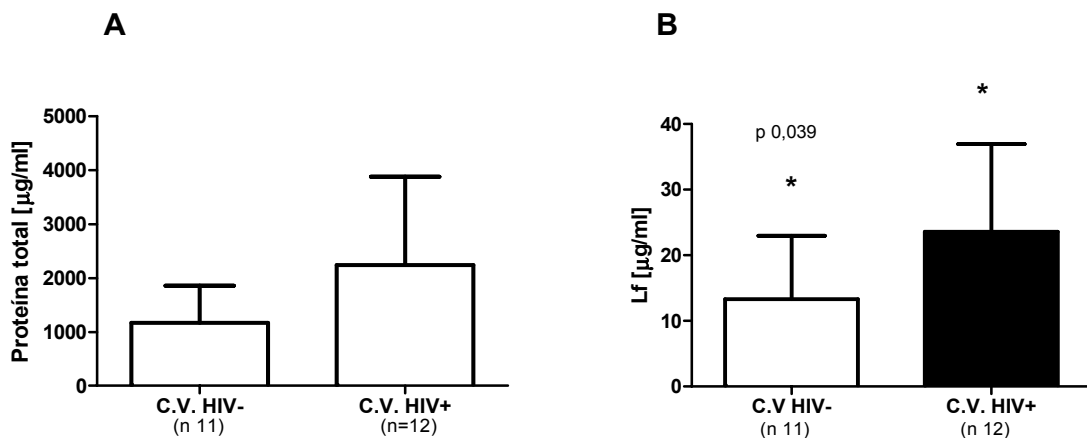 A
Proteína total [µg/ml]
5000
4000
3000
2000
1000
0
C.V. HIV-
(n 11)
C.V. HIV+
(n=12)
B
Lf [µg/ml]
40
30
20
10
0
p 0,039
*
*
C.V HIV-
(n 11)
C.V. HIV+
(n 12)